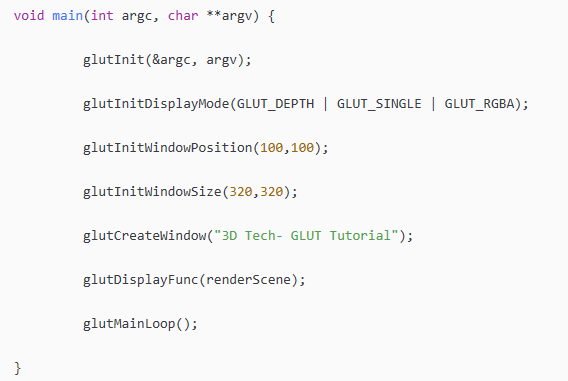 void main(int argc, char **argv) {
glutInit(&argc, argv);
glutInitDisplayMode(GLUT_DEPTH | GLUT_SINGLE | GLUT_RGBA);
glutInitWindowPosition(100,100);
glutInitWindowSize(320,320);
glutCreateWindow("3D Tech- GLUT Tutorial");
glutDisplayFunc(renderScene);
glutMainLoop();
}